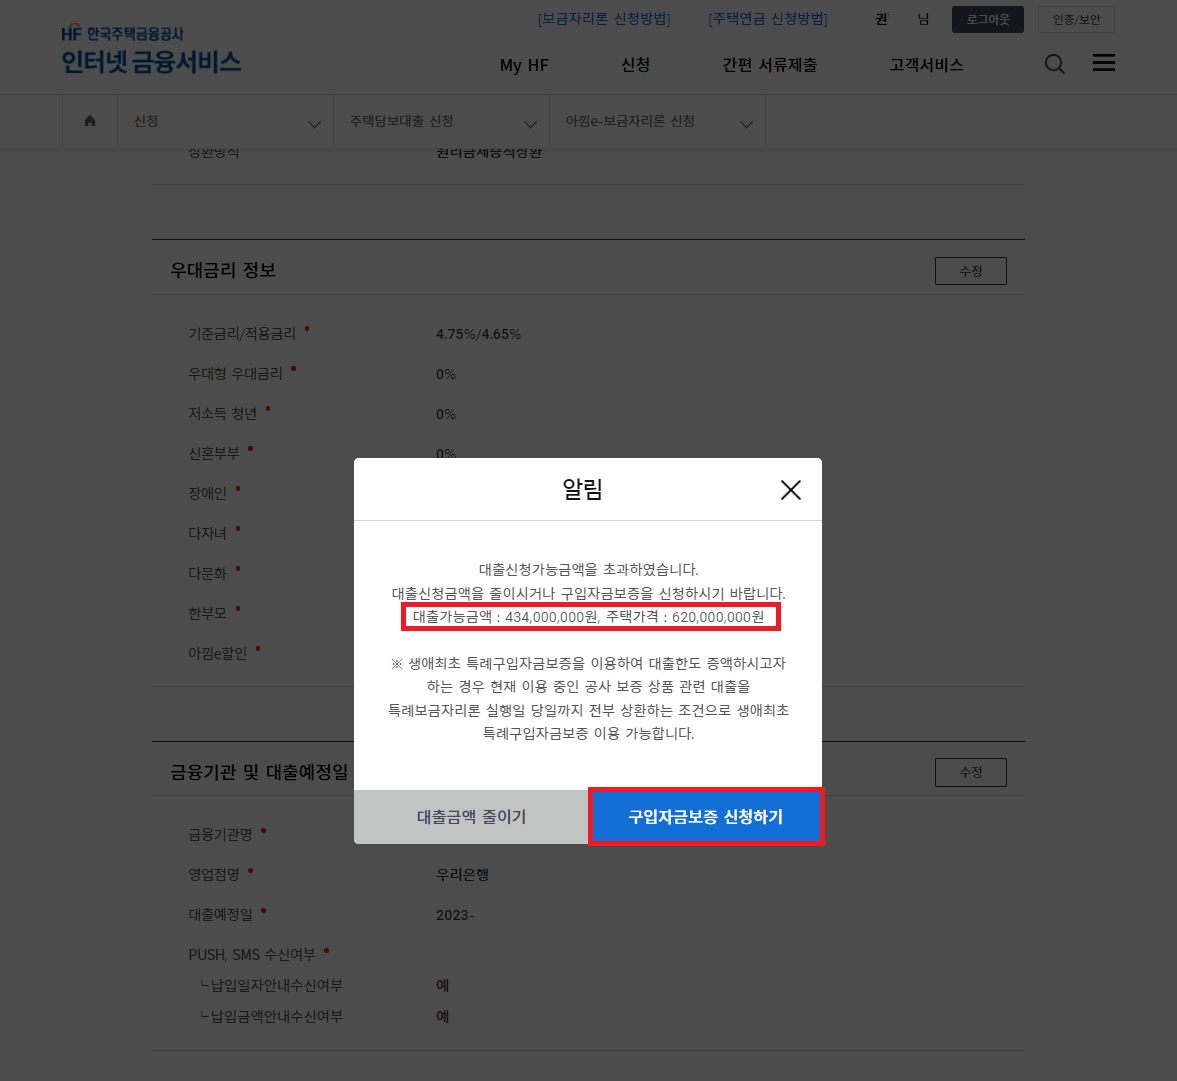 [보금자리론 신청방법] [주택연금 신청방법] 권 님 로그아웃 인증/보안
HF 한국주택금융공사
인터넷 금융서비스
My HF 신청 간편 서류제출 고객서비스
신청 주택담보대출 신청 아낌e-보금자리론 신청
상환방식 원리금체증식상환
우대금리 정보 수정
기준금리/적용금리 4.75%/4.65%
우대형 우대금리 0%
저소득 청년 0%
신혼부부 0%
장애인
다자녀
다문화
한부모
아낌e할인
알림
대출신청가능금액을 초과하였습니다.
대출신청금액을 줄이시거나 구입자금보증을 신청하시기 바랍니다.
대출가능금액 : 434,000,000원, 주택가격 : 620,000,000원
※ 생애최초 특례구입자금보증을 이용하여 대출한도 증액하시고자
하는 경우 현재 이용 중인 공사 보증 상품 관련 대출을
특례보금자리론 실행일 당일까지 전부 상환하는 조건으로 생애최초
특례구입자금보증 이용 가능합니다.
대출금액 줄이기 구입자금보증 신청하기
금융기관 및 대출예정일 수정
금융기관명
영업점명 우리은행
대출예정일 2023-
PUSH, SMS 수신여부
ㄴ납입일자안내수신여부 예
ㄴ납입금액안내수신여부 예